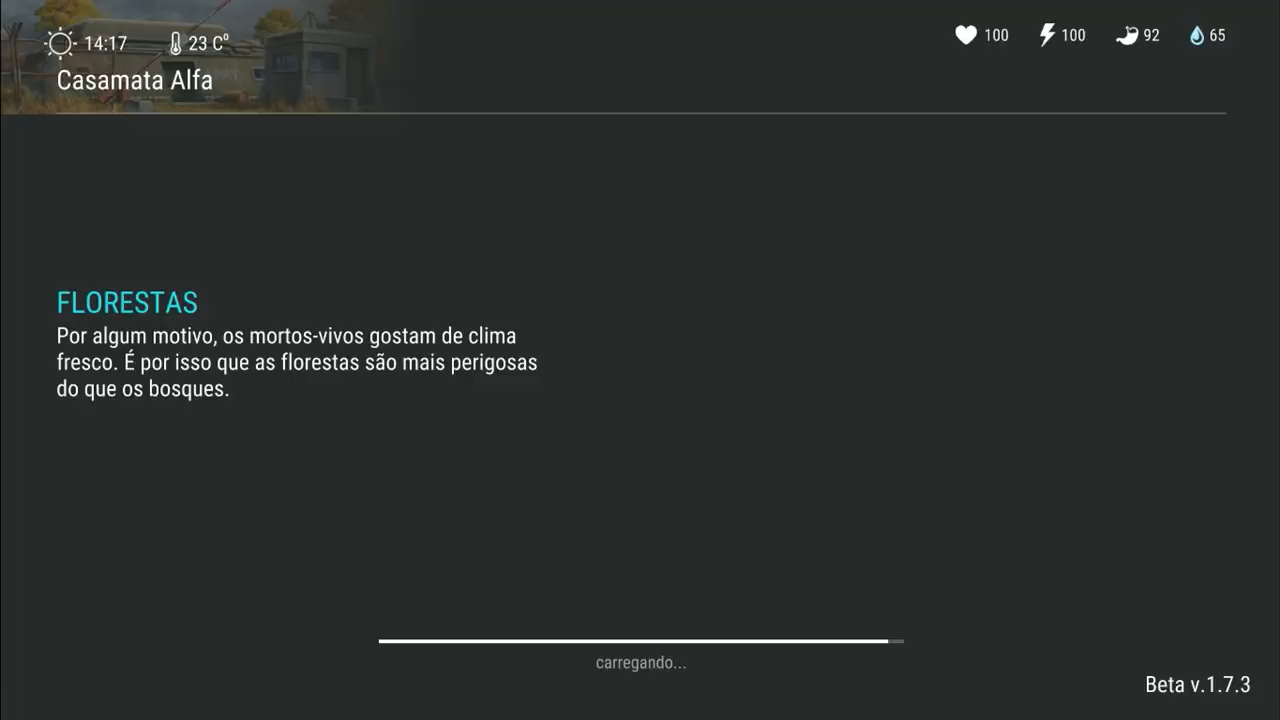 14:17 23 Cº
100 100 92 65
Casamata Alfa
FLORESTAS
Por algum motivo, os mortos-vivos gostam de clima
fresco. É por isso que as florestas são mais perigosas
do que os bosques.
carregando...
Beta v.1.7.3